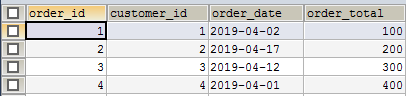 order_id customer_id order_date order_total
1 1 2019-04-02 100
2 2 2019-04-17 200
3 3 2019-04-12 300
4 4 2019-04-01 400